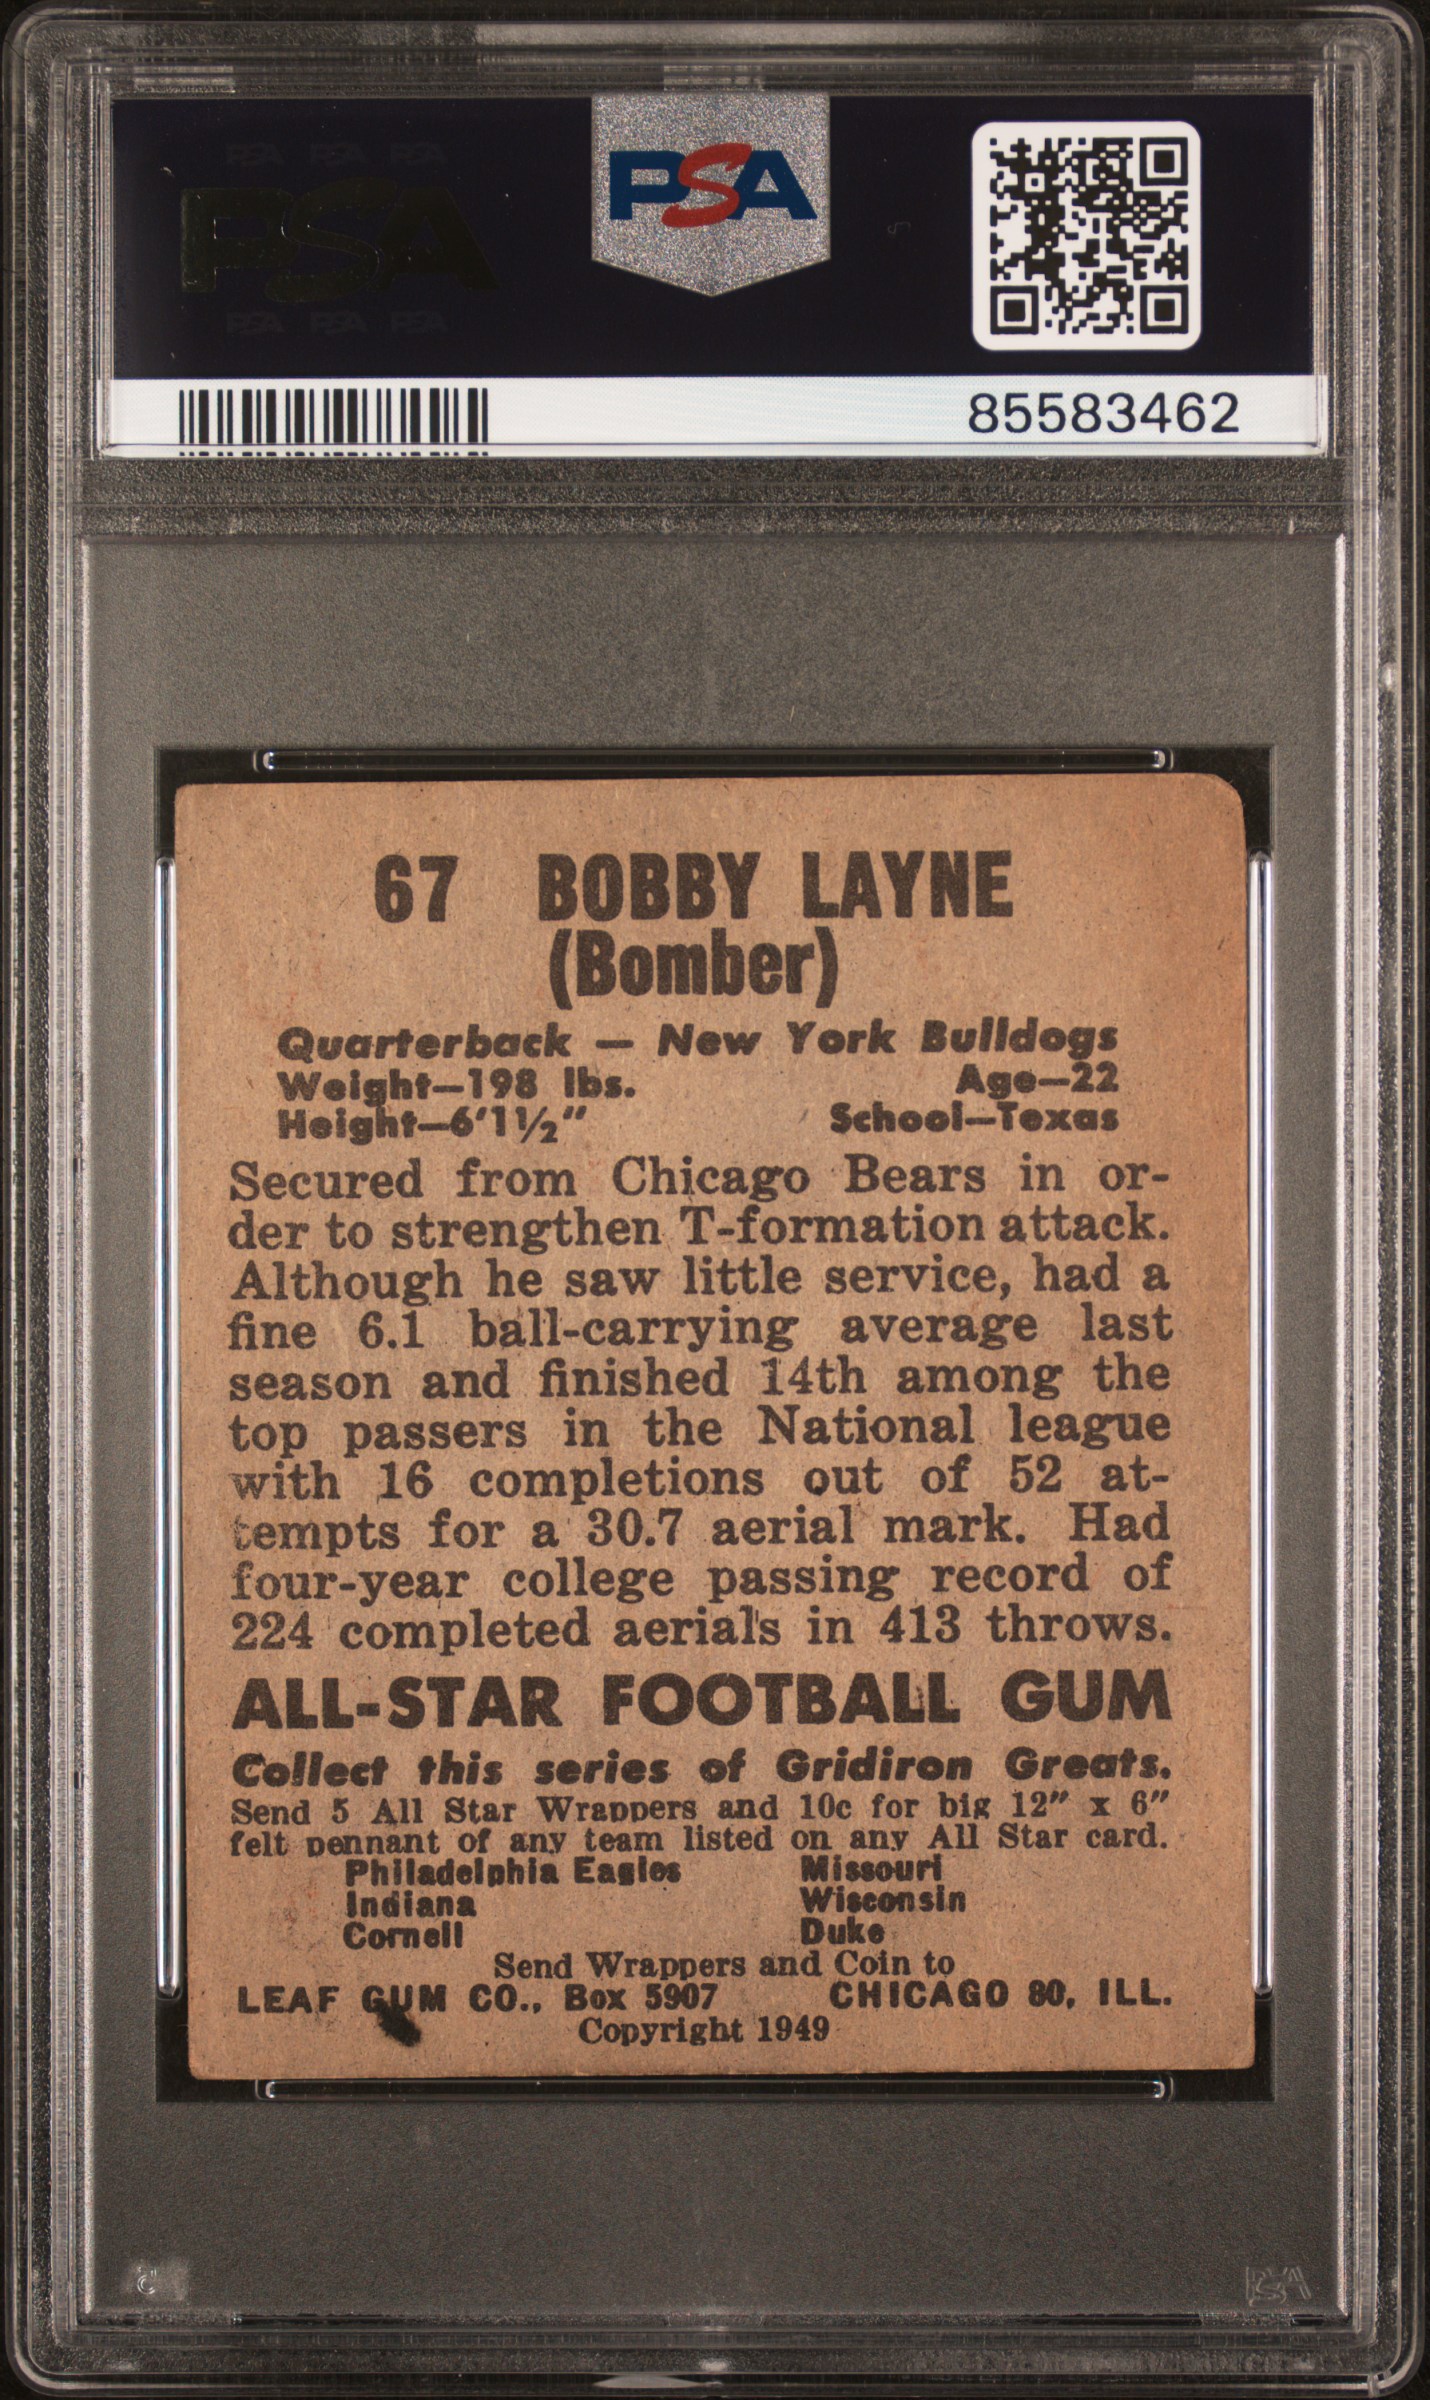 PSA PSA PSA
PSA
PSA PSA PSA
PSA
85583462
67 BOBBY LAYNE
(Bomber)
Quarterback — New York Bulldogs
Weight—198 lbs. Age—22
Height—6'1½" School—Texas
Secured from Chicago Bears in or-
der to strengthen T-formation attack.
Although he saw little service, had a
fine 6.1 ball-carrying average last
season and finished 14th among the
top passers in the National league
with 16 completions out of 52 at-
tempts for a 30.7 aerial mark. Had
four-year college passing record of
224 completed aerials in 413 throws.
ALL-STAR FOOTBALL GUM
Collect this series of Gridiron Greats.
Send 5 All Star Wrappers and 10c for big 12" x 6"
felt pennant of any team listed on any All Star card.
Philadelphia Eagles Missouri
Indiana Wisconsin
Cornell Duke
Send Wrappers and Coin to
LEAF GUM CO., Box 5907 CHICAGO 80, ILL.
Copyright 1949
PSA